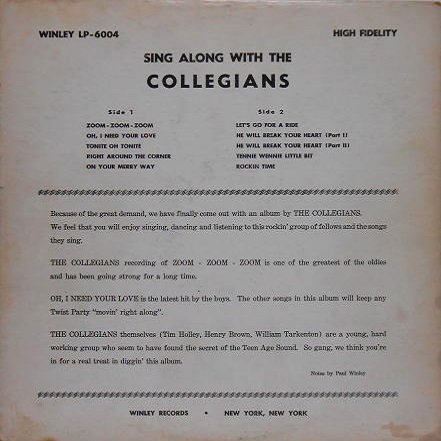 WINLEY LP-6004 HIGH FIDELITY
SING ALONG WITH THE
COLLEGIANS
Side 1 Side 2
ZOOM - ZOOM - ZOOM LET'S GO FOR A RIDE
OH, I NEED YOUR LOVE HE WILL BREAK YOUR HEART (Part I)
TONITE OH TONITE HE WILL BREAK YOUR HEART (Part II)
RIGHT AROUND THE CORNER TENNIE WENNIE LITTLE BIT
ON YOUR MERRY WAY ROCKIN TIME
Because of the great demand, we have finally come out with an album by THE COLLEGIANS.
We feel that you will enjoy singing, dancing and listening to this rockin' group of fellows and the songs
they sing.
THE COLLEGIANS recording of ZOOM - ZOOM - ZOOM is one of the greatest of the oldies
and has been going strong for a long time.
OH, I NEED YOUR LOVE is the latest hit by the boys. The other songs in this album will keep any
Twist Party "movin' right along".
THE COLLEGIANS themselves (Tim Holley, Henry Brown, William Tarkenton) are a young, hard
working group who seem to have found the secret of the Teen Age Sound. So gang, we think you're
in for a real treat in diggin' this album.
Notes by Paul Winley
WINLEY RECORDS • NEW YORK, NEW YORK